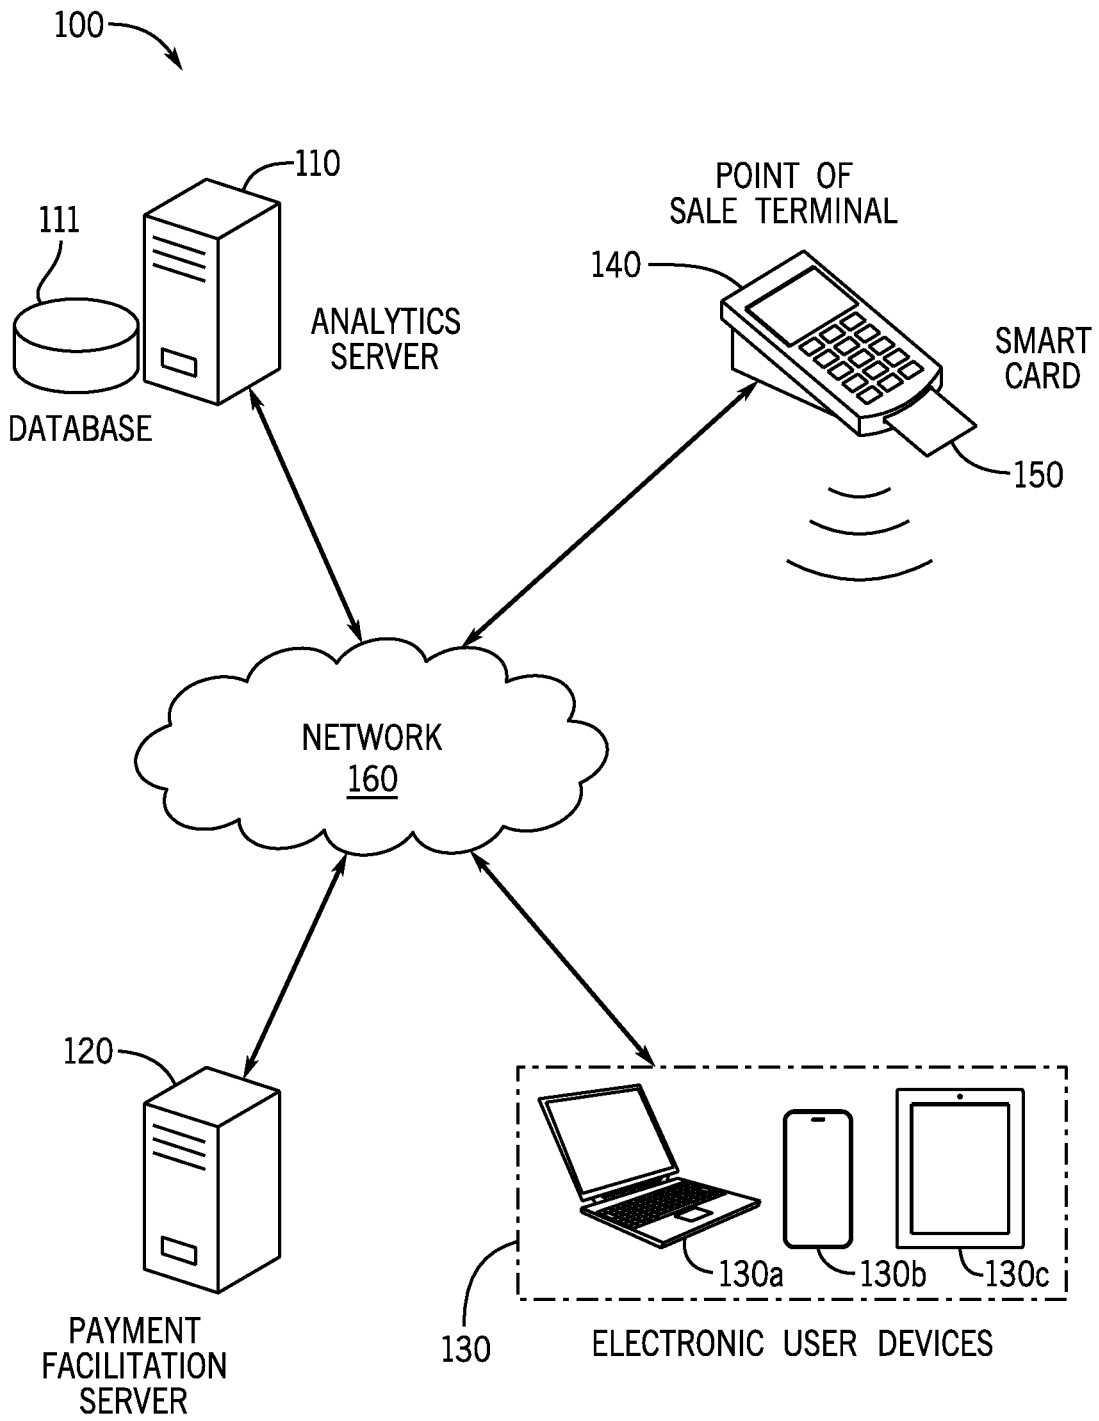 100
110
111
DATABASE
ANALYTICS
SERVER
POINT OF
SALE TERMINAL
140
SMART
CARD
150
NETWORK
160
120
PAYMENT
FACILITATION
SERVER
130a
130b
130c
130
ELECTRONIC USER DEVICES